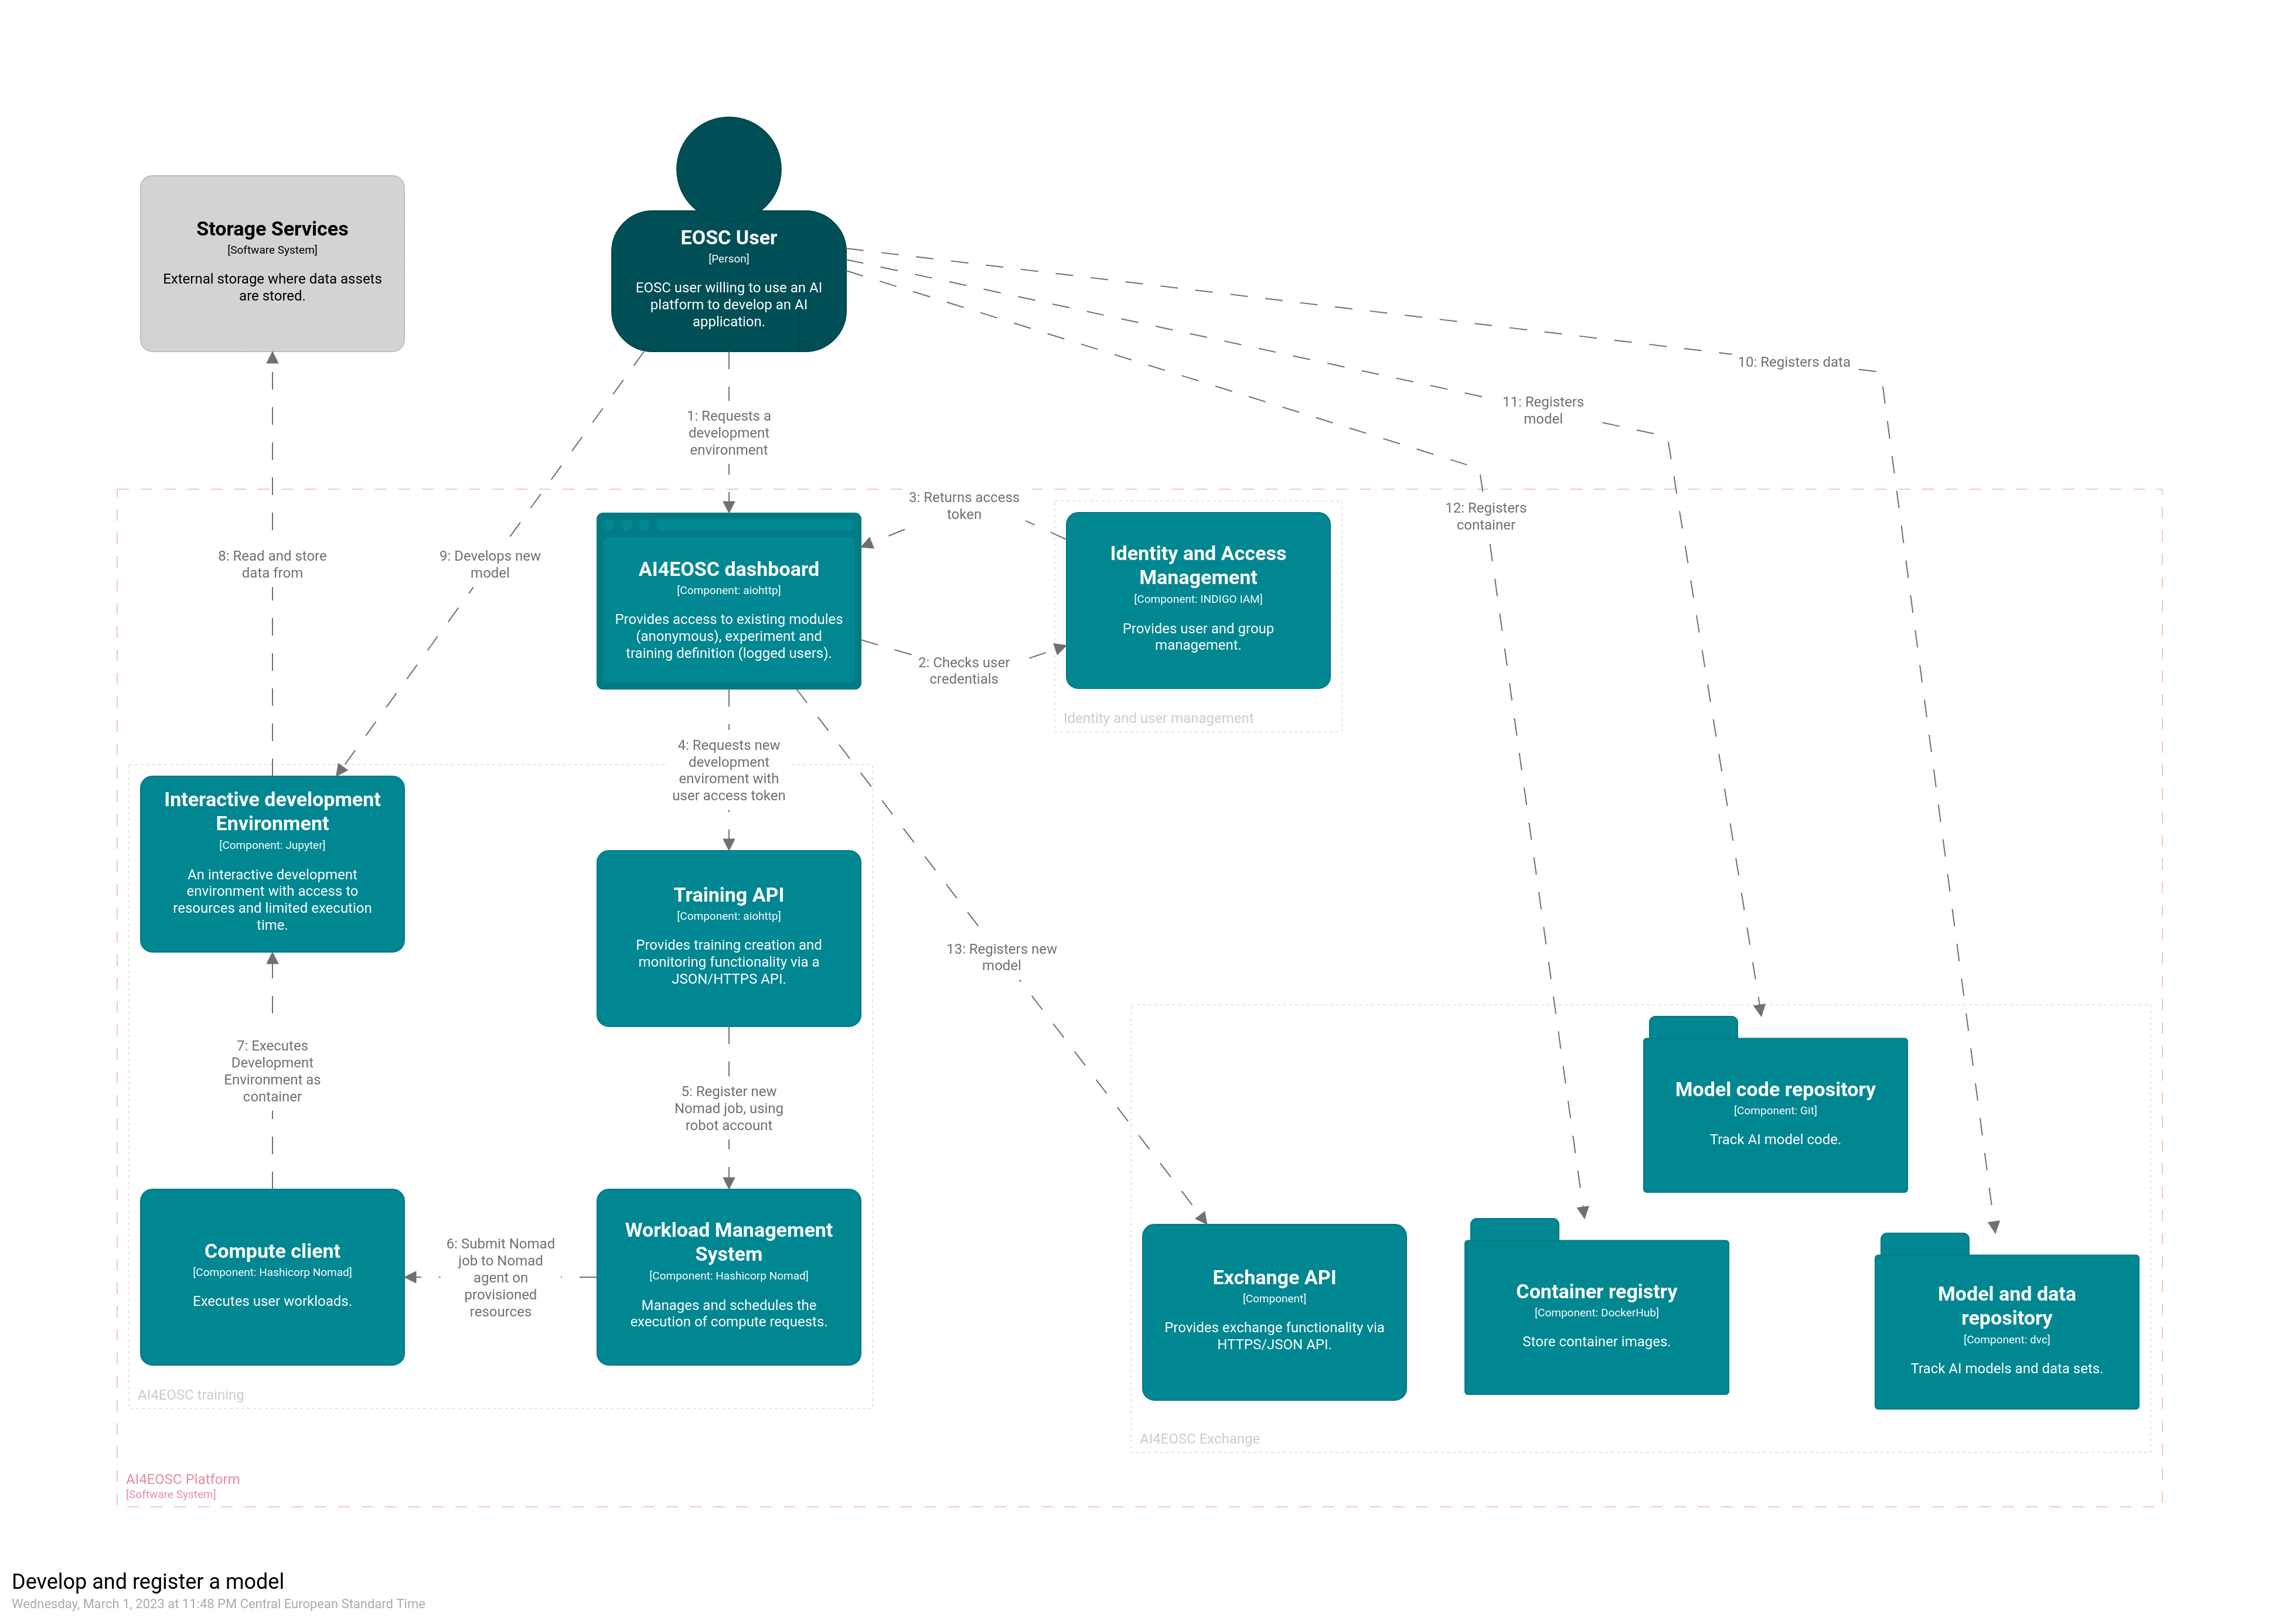 EOSC User
[Person]
EOSC user willing to use an AI
platform to develop an AI
application.
Storage Services
[Software System]
External storage where data assets
are stored.
1: Requests a
development
environment
10: Registers data
11: Registers
model
12: Registers
container
3: Returns access
token
8: Read and store
data from
9: Develops new
model
AI4EOSC dashboard
[Component: aiohttp]
Provides access to existing modules
(anonymous), experiment and
training definition (logged users).
2: Checks user
credentials
Identity and Access
Management
[Component: INDIGO IAM]
Provides user and group
management.
Identity and user management
4: Requests new
development
enviroment with
user access token
Interactive development
Environment
[Component: Jupyter]
An interactive development
environment with access to
resources and limited execution
time.
Training API
[Component: aiohttp]
Provides training creation and
monitoring functionality via a
JSON/HTTPS API.
13: Registers new
model
7: Executes
Development
Environment as
container
5: Register new
Nomad job, using
robot account
Model code repository
[Component: Git]
Track AI model code.
Compute client
[Component: Hashicorp Nomad]
Executes user workloads.
6: Submit Nomad
job to Nomad
agent on
provisioned
resources
Workload Management
System
[Component: Hashicorp Nomad]
Manages and schedules the
execution of compute requests.
Exchange API
[Component]
Provides exchange functionality via
HTTPS/JSON API.
Container registry
[Component: DockerHub]
Store container images.
Model and data
repository
[Component: dvc]
Track AI models and data sets.
AI4EOSC training
AI4EOSC Exchange
AI4EOSC Platform
[Software System]
Develop and register a model
Wednesday, March 1, 2023 at 11:48 PM Central European Standard Time